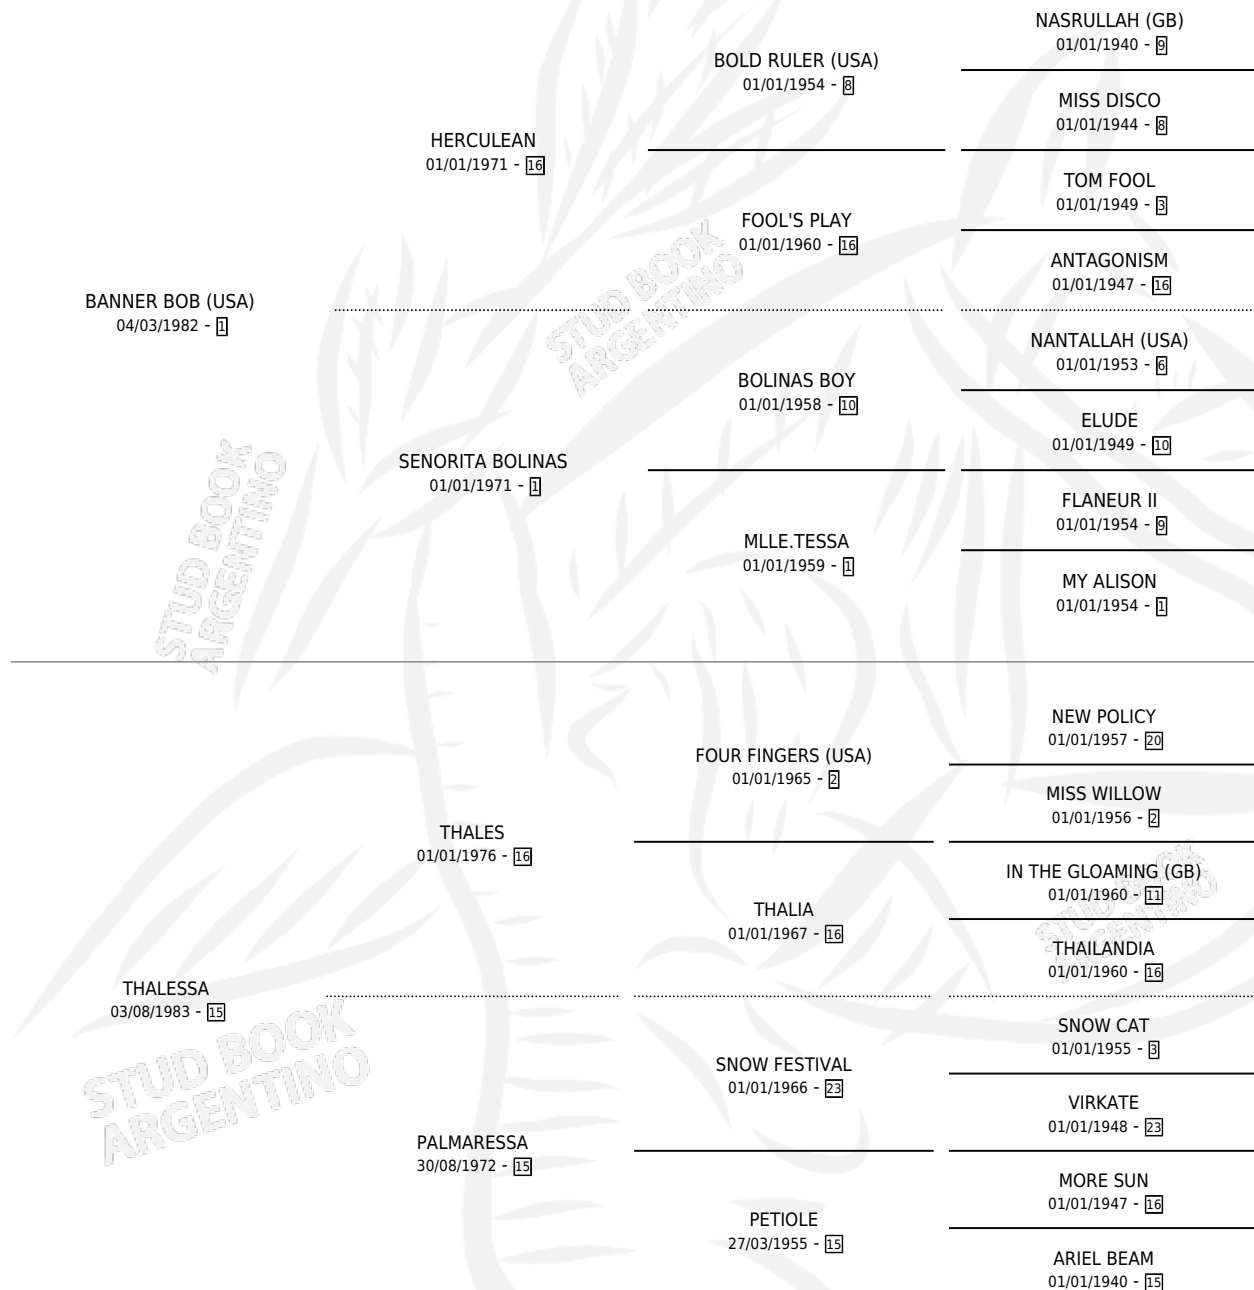 NASRULLAH (GB)
01/01/1940 - 9
BOLD RULER (USA)
01/01/1954 - 8
MISS DISCO
01/01/1944 - 8
HERCULEAN
01/01/1971 - 16
TOM FOOL
01/01/1949 - 3
FOOL'S PLAY
01/01/1960 - 16
ANTAGONISM
01/01/1947 - 16
BANNER BOB (USA)
04/03/1982 - 1
NANTALLAH (USA)
01/01/1953 - 6
BOLINAS BOY
01/01/1958 - 10
ELUDE
01/01/1949 - 10
SENORITA BOLINAS
01/01/1971 - 1
FLANEUR II
01/01/1954 - 9
MLLE.TESSA
01/01/1959 - 1
MY ALISON
01/01/1954 - 1
NEW POLICY
01/01/1957 - 20
FOUR FINGERS (USA)
01/01/1965 - 2
MISS WILLOW
01/01/1956 - 2
THALES
01/01/1976 - 16
IN THE GLOAMING (GB)
01/01/1960 - 11
THALIA
01/01/1967 - 16
THAILANDIA
01/01/1960 - 16
THALESSA
03/08/1983 - 15
SNOW CAT
01/01/1955 - 3
SNOW FESTIVAL
01/01/1966 - 23
VIRKATE
01/01/1948 - 23
PALMARESSA
30/08/1972 - 15
MORE SUN
01/01/1947 - 16
PETIOLE
27/03/1955 - 15
ARIEL BEAM
01/01/1940 - 15
STUD BOOK
ARGENTINO
STUD BOOK
ARGENTINO
STUD BOOK
ARGENTINO
STUD BOOK
ARGENTINO